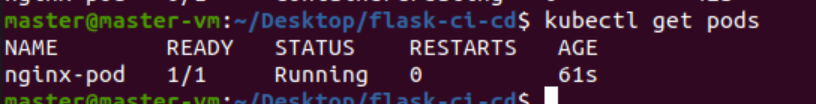 master@master-vm:~/Desktop/flask-ci-cd$ kubectl get pods
NAME READY STATUS RESTARTS AGE
nginx-pod 1/1 Running 0 61s
master@master-vm:~/Desktop/flask-ci-cd$